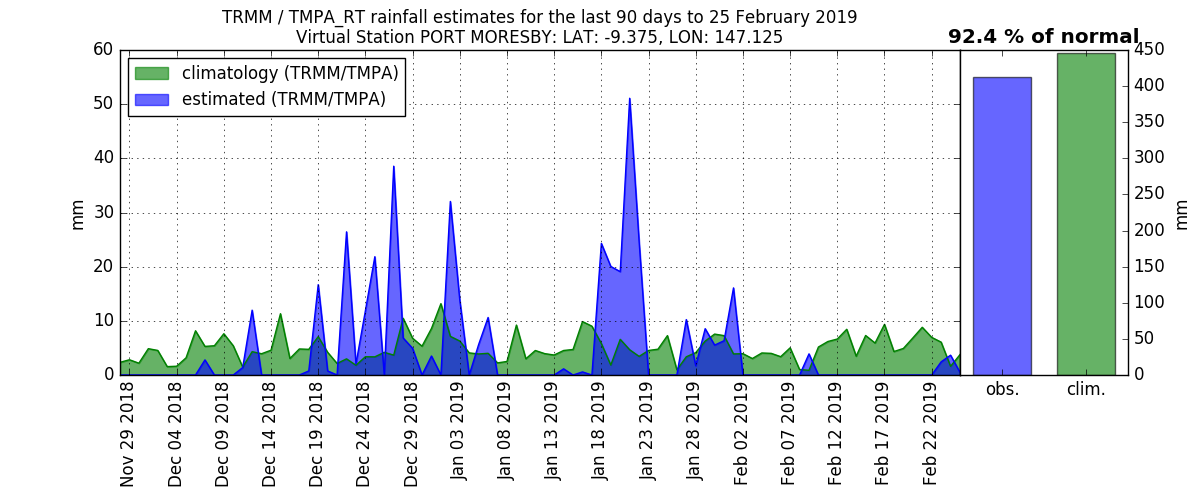 TRMM / TMPA_RT rainfall estimates for the last 90 days to 25 February 2019
Virtual Station PORT MORESBY: LAT: -9.375, LON: 147.125
92.4 % of normal
climatology (TRMM/TMPA)
estimated (TRMM/TMPA)
60
50
40
30
20
10
0
mm
450
400
350
300
250
200
150
100
50
0
mm
Nov 29 2018
Dec 04 2018
Dec 09 2018
Dec 14 2018
Dec 19 2018
Dec 24 2018
Dec 29 2018
Jan 03 2019
Jan 08 2019
Jan 13 2019
Jan 18 2019
Jan 23 2019
Jan 28 2019
Feb 02 2019
Feb 07 2019
Feb 12 2019
Feb 17 2019
Feb 22 2019
obs.
clim.